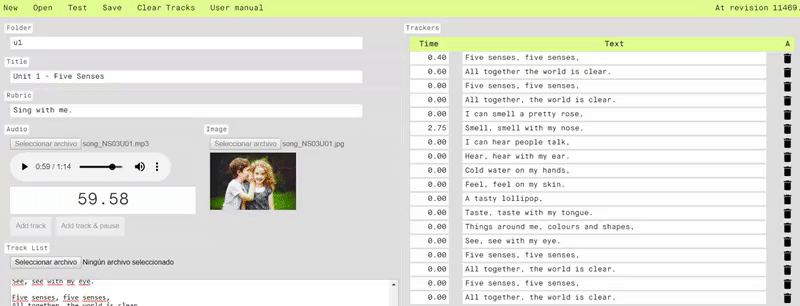 New Open Test Save Clear Tracks User manual At revision 11469.
Folder
u1
Title
Unit 1 - Five Senses
Rubric
Sing with me.
Audio
Seleccionar archivo song_NS03U01.mp3
0:59 / 1:14
59.58
Add track Add track & pause
Image
Seleccionar archivo song_NS03U01.jpg
Track List
Seleccionar archivo Ningún archivo seleccionado
See, see with my eye.
Five senses, five senses,
All together, the world is clear.
Trackers
Time Text A
0.40 Five senses, five senses,
0.60 All together the world is clear.
0.00 Five senses, five senses,
0.00 All together, the world is clear.
0.00 I can smell a pretty rose,
2.75 Smell, smell with my nose.
0.00 I can hear people talk,
0.00 Hear, hear with my ear.
0.00 Cold water on my hands,
0.00 Feel, feel on my skin.
0.00 A tasty lollipop,
0.00 Taste, taste with my tongue.
0.00 Things around me, colours and shapes,
0.00 See, see with my eye.
0.00 Five senses, five senses,
0.00 All together, the world is clear.
0.00 Five senses, five senses,
0.00 All together, the world is clear.